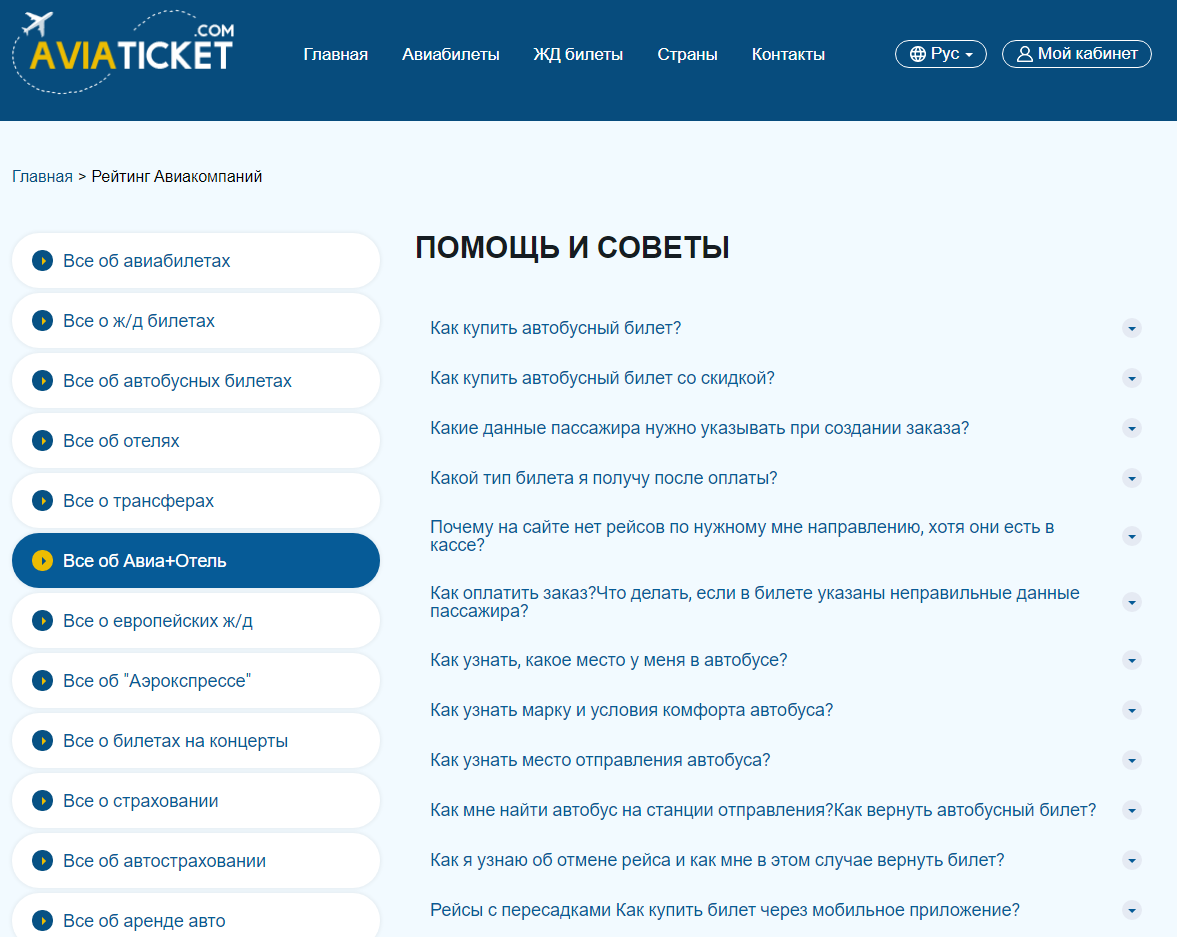 .COM
AVIATICKET
Главная
Авиабилеты
ЖД билеты
Страны
Контакты
Рус
Мой кабинет
Главная > Рейтинг Авиакомпаний
Все об авиабилетах
Все о ж/д билетах
Все об автобусных билетах
Все об отелях
Все о трансферах
Все об Авиа+Отель
Все о европейских ж/д
Все об "Аэрокспрессе"
Все о билетах на концерты
Все о страховании
Все об автостраховании
Все об аренде авто
ПОМОЩЬ И СОВЕТЫ
Как купить автобусный билет?
Как купить автобусный билет со скидкой?
Какие данные пассажира нужно указывать при создании заказа?
Какой тип билета я получу после оплаты?
Почему на сайте нет рейсов по нужному мне направлению, хотя они есть в
кассе?
Как оплатить заказ?Что делать, если в билете указаны неправильные данные
пассажира?
Как узнать, какое место у меня в автобусе?
Как узнать марку и условия комфорта автобуса?
Как узнать место отправления автобуса?
Как мне найти автобус на станции отправления?Как вернуть автобусный билет?
Как я узнаю об отмене рейса и как мне в этом случае вернуть билет?
Рейсы с пересадками Как купить билет через мобильное приложение?